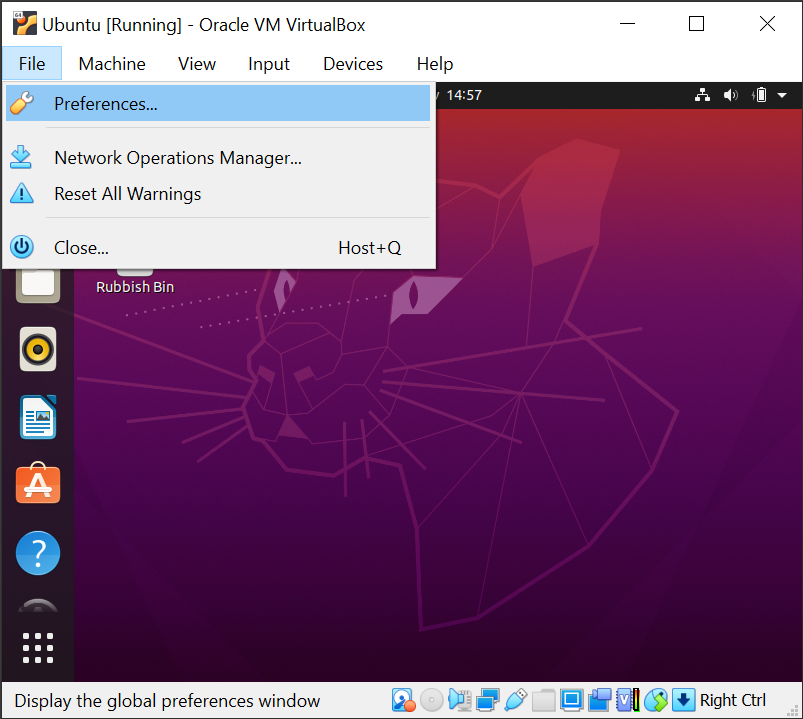 Ubuntu [Running] - Oracle VM VirtualBox
File Machine View Input Devices Help
14:57
Preferences...
Network Operations Manager...
Reset All Warnings
Close... Host+Q
Rubbish Bin
Display the global preferences window
Right Ctrl